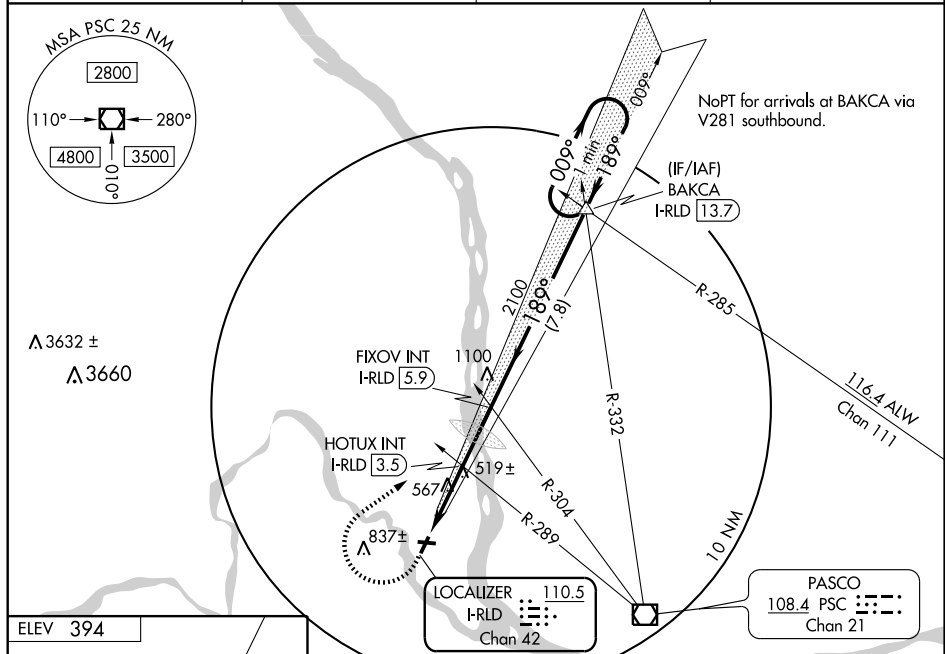 MSA PSC 25 NM
2800
110°
280°
4800
3500
010°
NoPT for arrivals at BAKCA via
V281 southbound.
009°
009°
1 min
189°
(IF/IAF)
BAKCA
I-RLD 13.7
2100
189°
(7.8)
R-285
R-332
116.4 ALW
Chan 111
3632 ±
3660
FIXOV INT
I-RLD 5.9
1100
HOTUX INT
I-RLD 3.5
519±
567
R-304
R-289
837±
10 NM
LOCALIZER 110.5
I-RLD
Chan 42
PASCO
108.4 PSC
Chan 21
ELEV 394